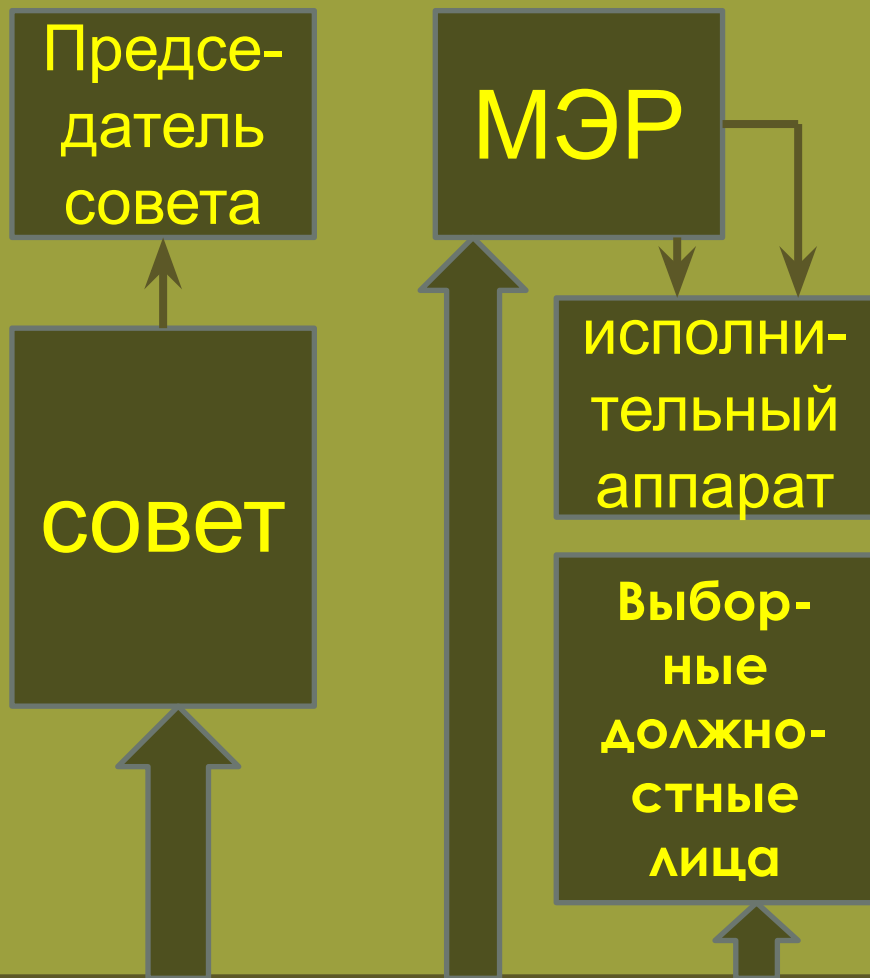 Предсе-
датель
совета
МЭР
исполни-
тельный
аппарат
совет
Выбор-
ные
должно-
стные
лица